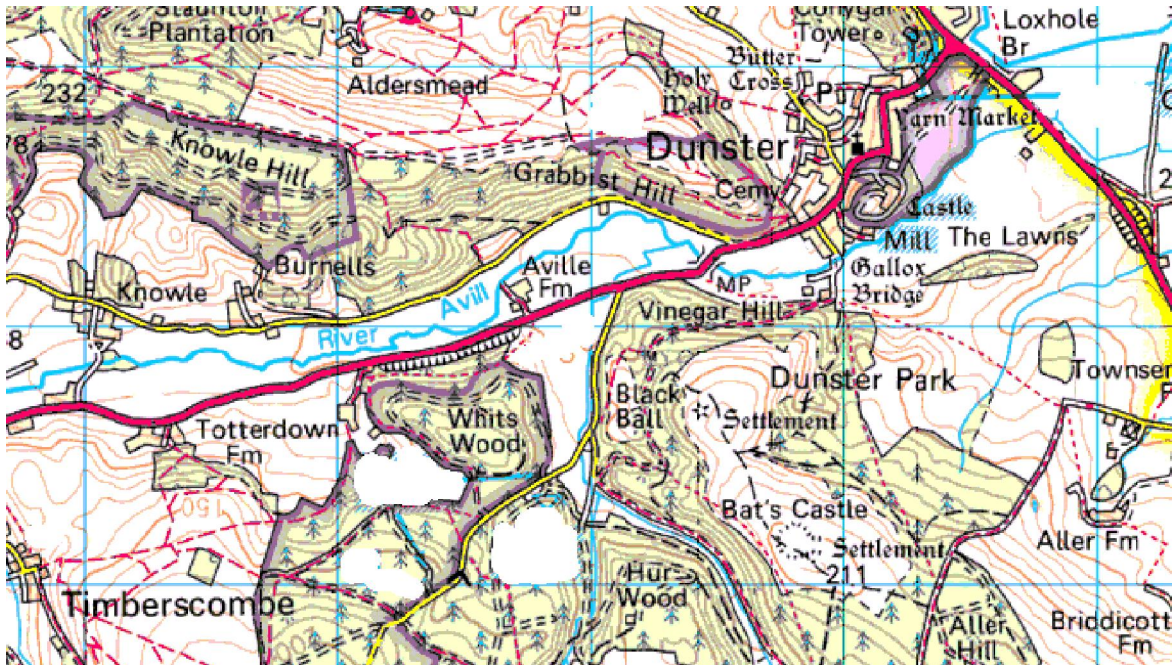 Staunton
Plantation
Conygar
Tower
Loxhole
Br
232
Aldersmead
Butter
Cross
Holy
Well
P
Yarn Market
78
Knowle Hill
Dunster
Grabbist Hill
Cemy
Castle
Mill
The Lawns
Burnells
Aville
Fm
Gallox
Bridge
Knowle
MP
River Avill
Vinegar Hill
8
Dunster Park
Black
Ball
Settlement
Whits
Wood
Totterdown
Fm
150
Bat's Castle
Settlement
Aller Fm
211
Hur
Wood
Timberscombe
Briddicott
Fm
Aller
Hill